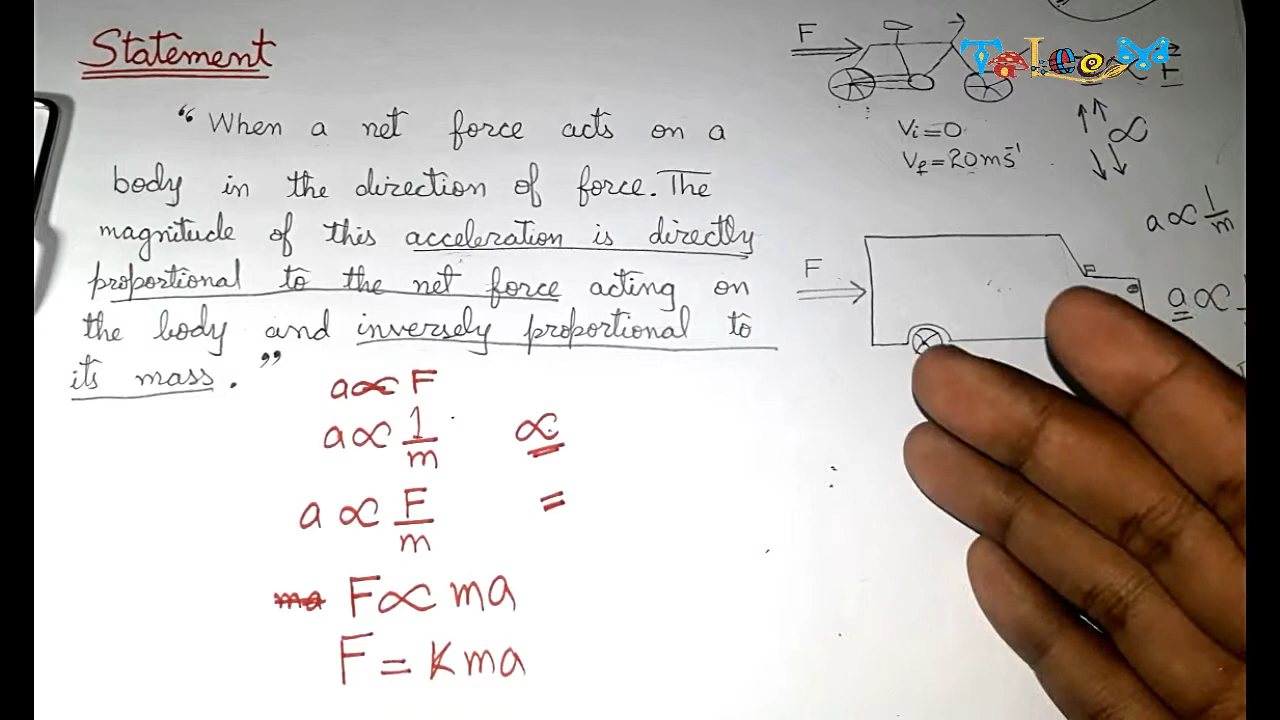 Statement
“When a net force acts on a
body in the direction of force. The
magnitude of this acceleration is directly
proportional to the net force acting on
the body and inversely proportional to
its mass.”
a∝F
a∝1/m
∝
a∝F/m
=
ma F∝ma
F=Kma
F
TaleeM
F
Vi=0
Vf=20ms⁻¹
∝
a∝1/m
F
a∝